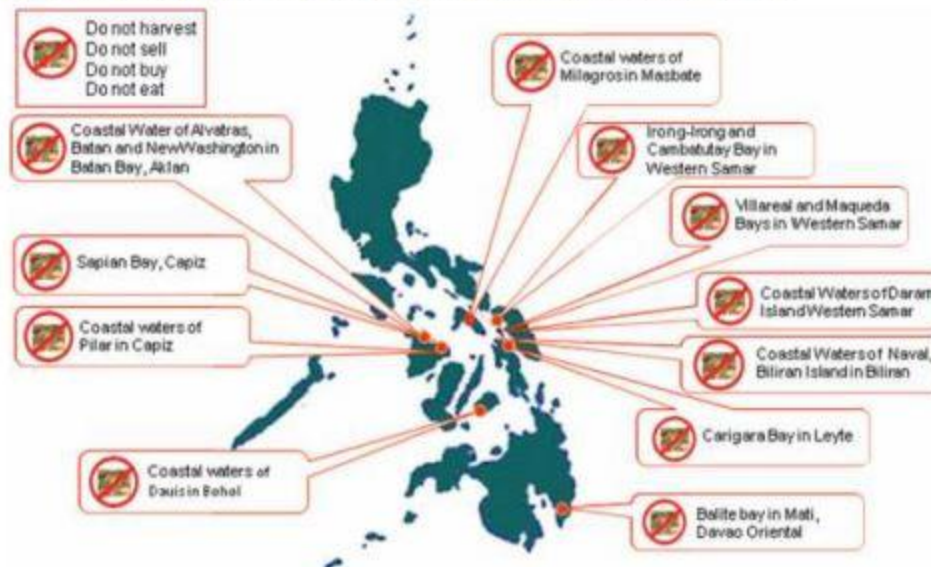 Do not harvest
Do not sell
Do not buy
Do not eat
Coastal waters of
Milagros in Masbate
Coastal Water of Alvatras,
Batan and New Washington in
Batan Bay, Aklan
Irong-Irong and
Cambatutay Bay in
Western Samar
Villareal and Maqueda
Bays in Western Samar
Sapian Bay, Capiz
Coastal Waters of Daram
Island Western Samar
Coastal waters of
Pilar in Capiz
Coastal Waters of Naval,
Biliran Island in Biliran
Carigara Bay in Leyte
Coastal waters of
Dauis in Bohol
Balite bay in Mati,
Davao Oriental